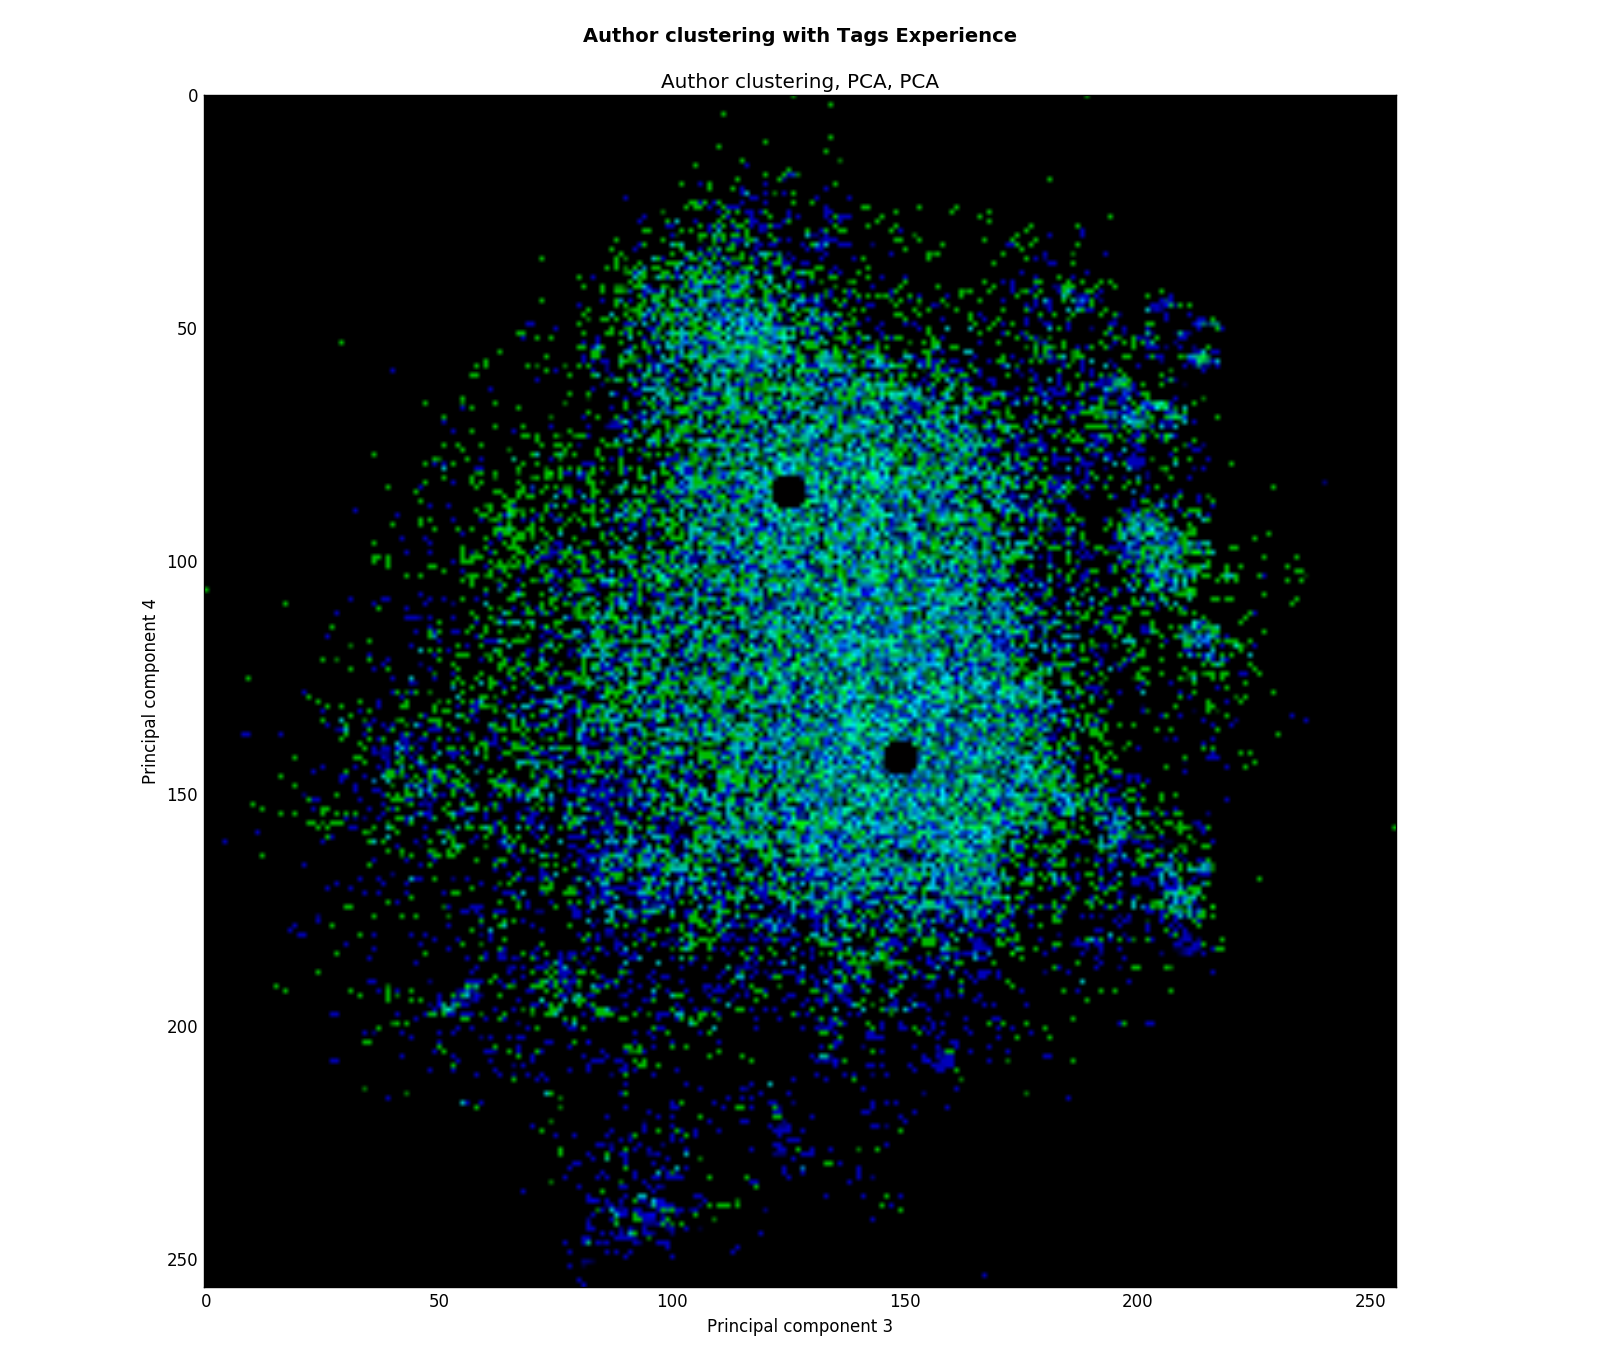 Author clustering with Tags Experience
Author clustering, PCA, PCA
0
50
100
150
200
250
Principal component 4
0 50 100 150 200 250
Principal component 3